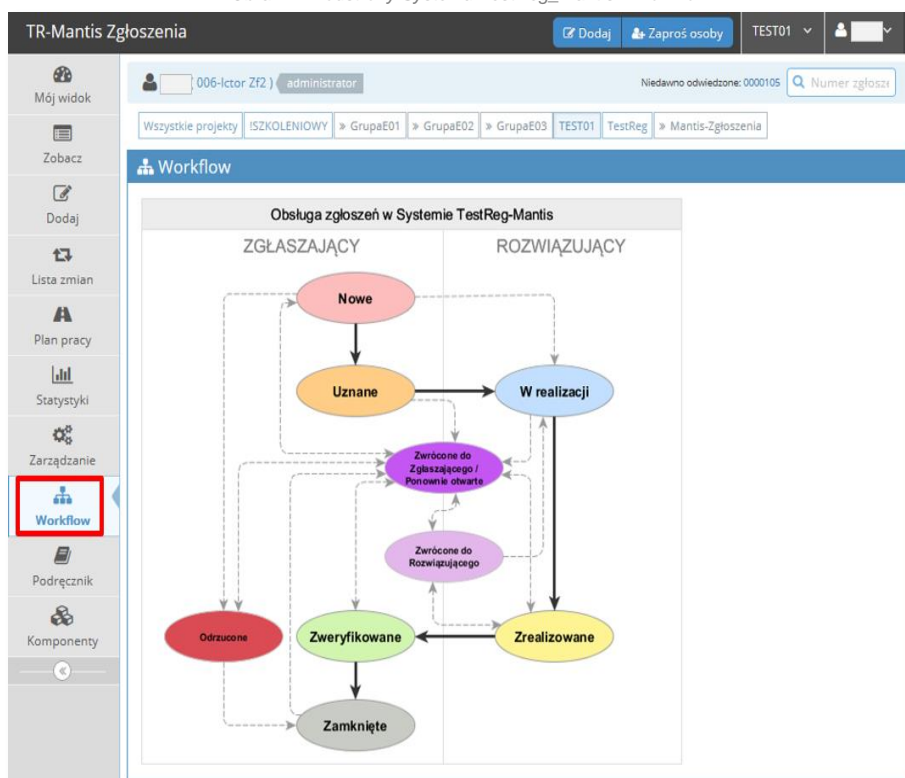 TR-Mantis Zgłoszenia
Dodaj
Zaproś osoby
TEST01
006-Ictor Zf2 )
administrator
Niedawno odwiedzone: 0000105
Numer zgłosze
Wszystkie projekty
!SZKOLENIOWY
» GrupaE01
» GrupaE02
» GrupaE03
TEST01
TestReg
» Mantis-Zgłoszenia
Mój widok
Zobacz
Dodaj
Lista zmian
Plan pracy
Statystyki
Zarządzanie
Workflow
Podręcznik
Komponenty
Workflow
Obsługa zgłoszeń w Systemie TestReg-Mantis
ZGŁASZAJĄCY
ROZWIĄZUJĄCY
Nowe
Uznane
W realizacji
Zwrócone do
Zgłaszającego /
Ponownie otwarte
Zwrócone do
Rozwiązującego
Odrzucone
Zweryfikowane
Zrealizowane
Zamknięte